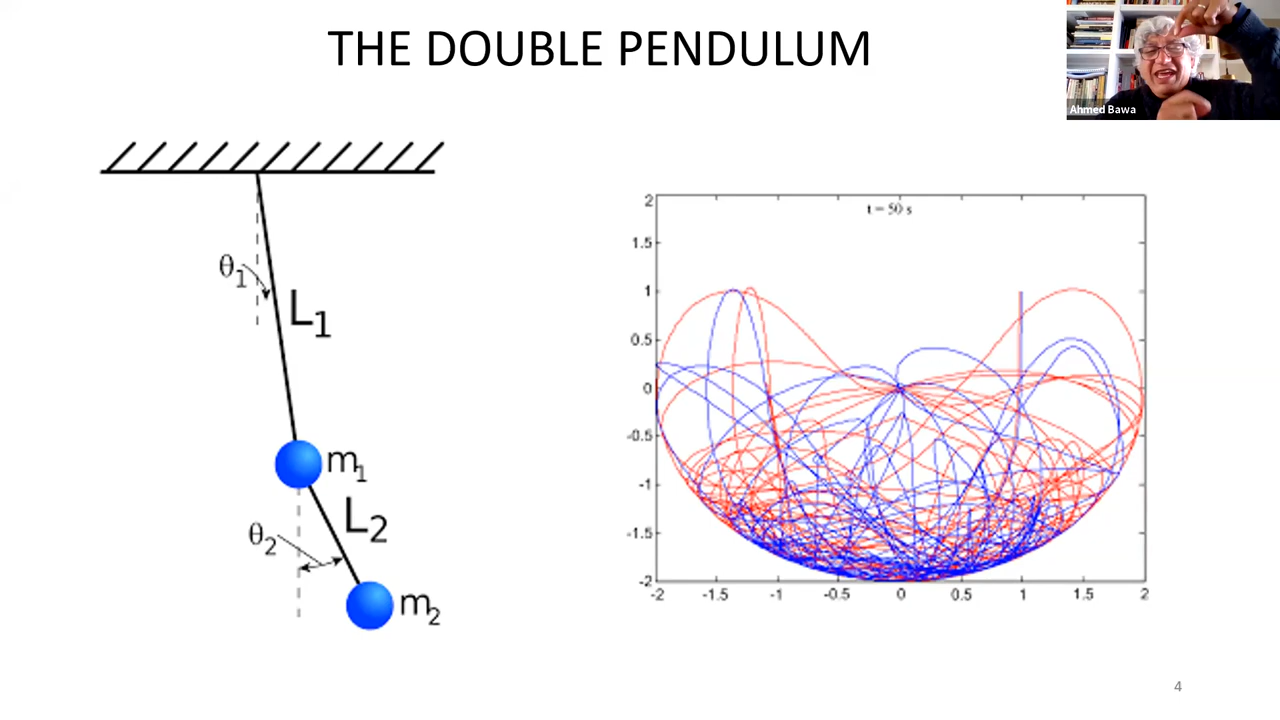 THE DOUBLE PENDULUM
Ahmed Bawa
θ1
L1
m1
L2
θ2
m2
t = 50 s
2
1.5
1
0.5
0
-0.5
-1
-1.5
-2
-2 -1.5 -1 -0.5 0 0.5 1 1.5 2
4